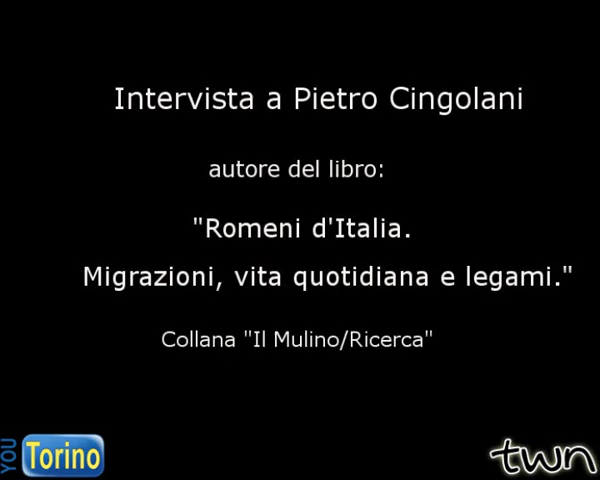 Intervista a Pietro Cingolani
autore del libro:
"Romeni d'Italia.
Migrazioni, vita quotidiana e legami."
Collana "Il Mulino/Ricerca"
YOU Torino
twn